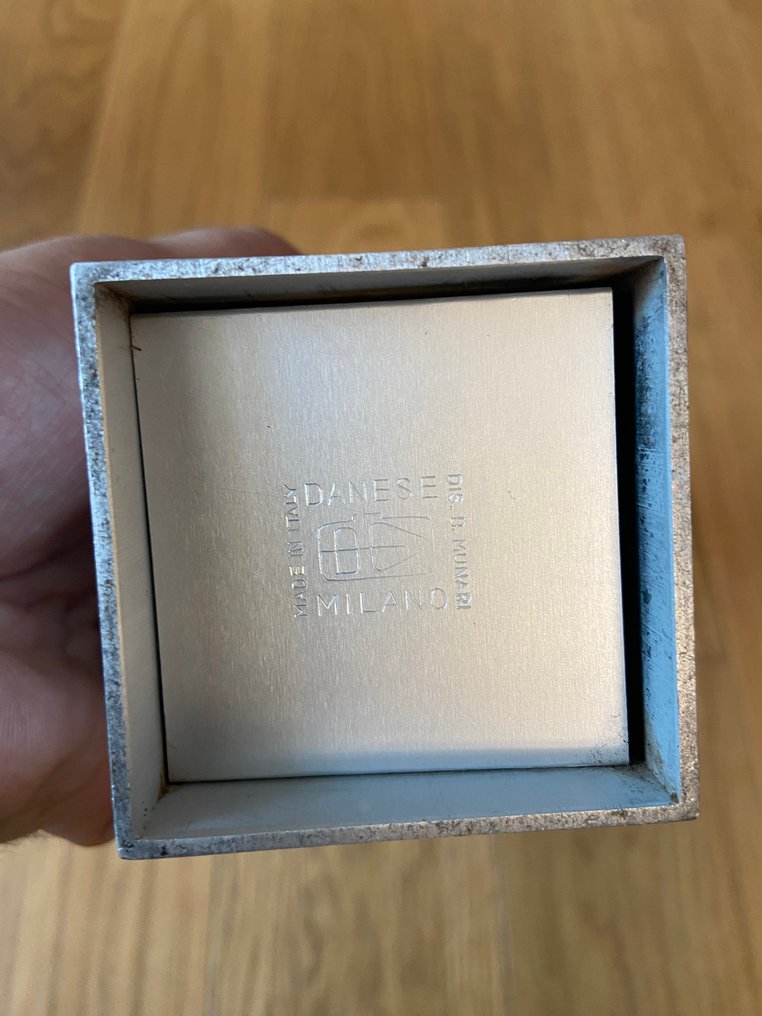 DANESE
MADE IN ITALY
DIS. B. MUNARI
MILANO